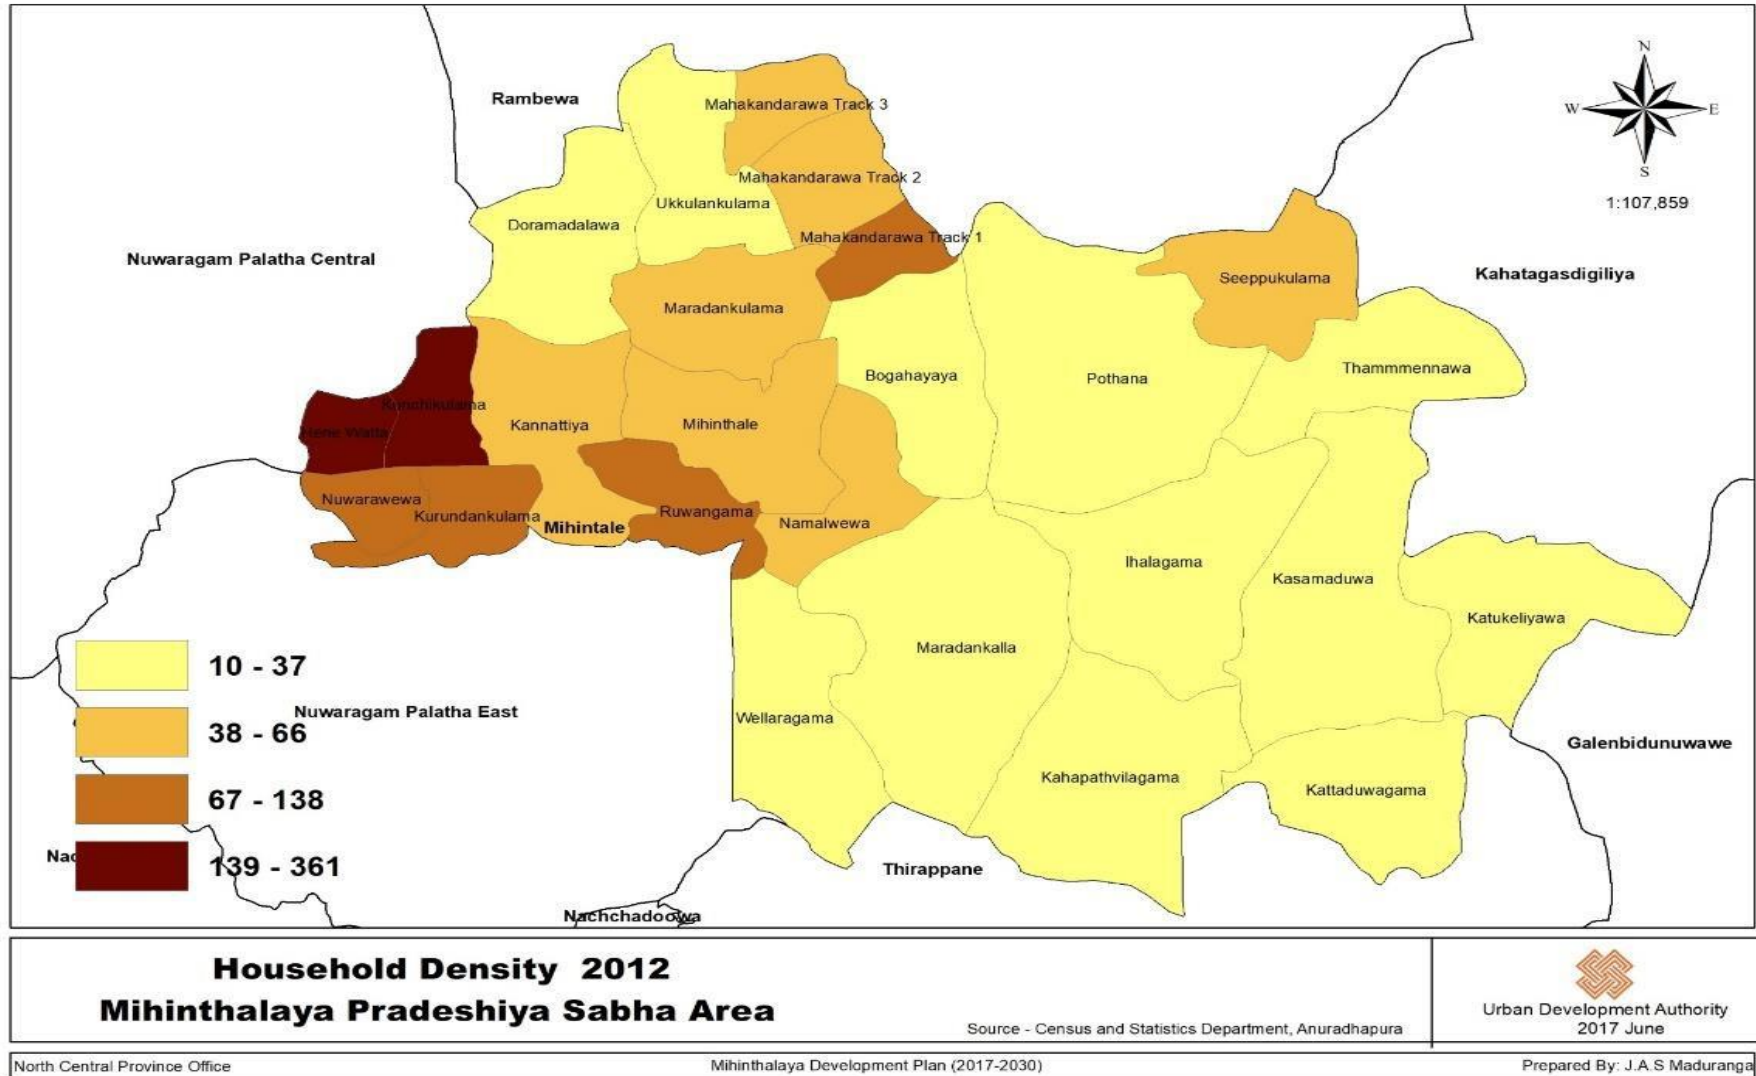 N
Rambewa
Mahakandarawa Track 3
W
E
S
Mahakandarawa Track 2
1:107,859
Ukkulankulama
Doramadalawa
Mahakandarawa Track 1
Nuwaragam Palatha Central
Seeppukulama
Kahatagasdigiliya
Maradankulama
Bogahayaya
Pothana
Thammmennawa
Kannattiya
Mihinthale
Nuwarawewa
Kurundankulama
Mihintale
Ruwangama
Namalwewa
Ihalagama
Kasamaduwa
Katukeliyawa
Maradankalla
10 - 37
Nuwaragam Palatha East
Wellaragama
38 - 66
Galenbidunuwawe
Kahapathvilagama
Kattaduwagama
67 - 138
139 - 361
Thirappane
Nachchadoowa
Household Density 2012
Mihinthalaya Pradeshiya Sabha Area
Source - Census and Statistics Department, Anuradhapura
Urban Development Authority
2017 June
North Central Province Office
Mihinthalaya Development Plan (2017-2030)
Prepared By: J.A.S Maduranga